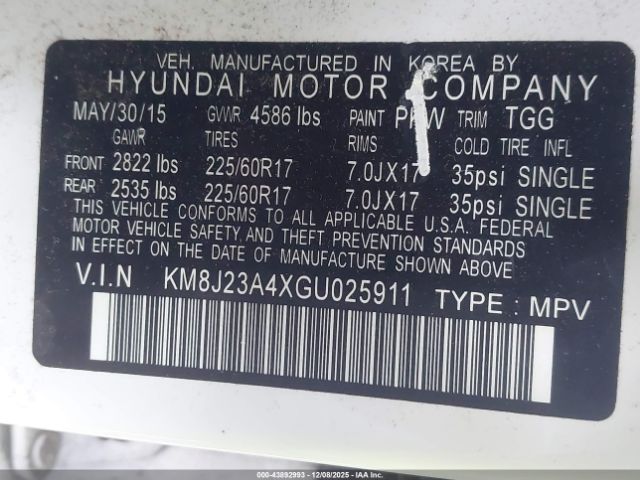 VEH. MANUFACTURED IN KOREA BY
HYUNDAI MOTOR COMPANY
MAY/30/15 GVWR 4586 lbs PAINT TRIM TGG
GAWR TIRES RIMS COLD TIRE INFL
FRONT 2822 lbs 225/60R17 7.0JX17 35psi SINGLE
REAR 2535 lbs 225/60R17 7.0JX17 35psi SINGLE
THIS VEHICLE CONFORMS TO ALL APPLICABLE U.S.A. FEDERAL
MOTOR VEHICLE SAFETY, AND THEFT PREVENTION STANDARDS
IN EFFECT ON THE DATE OF MANUFACTURE SHOWN ABOVE
V.I.N KM8J23A4XGU025911 TYPE : MPV
000-43892993 - 12/08/2025 - IAA Holdings, LLC.